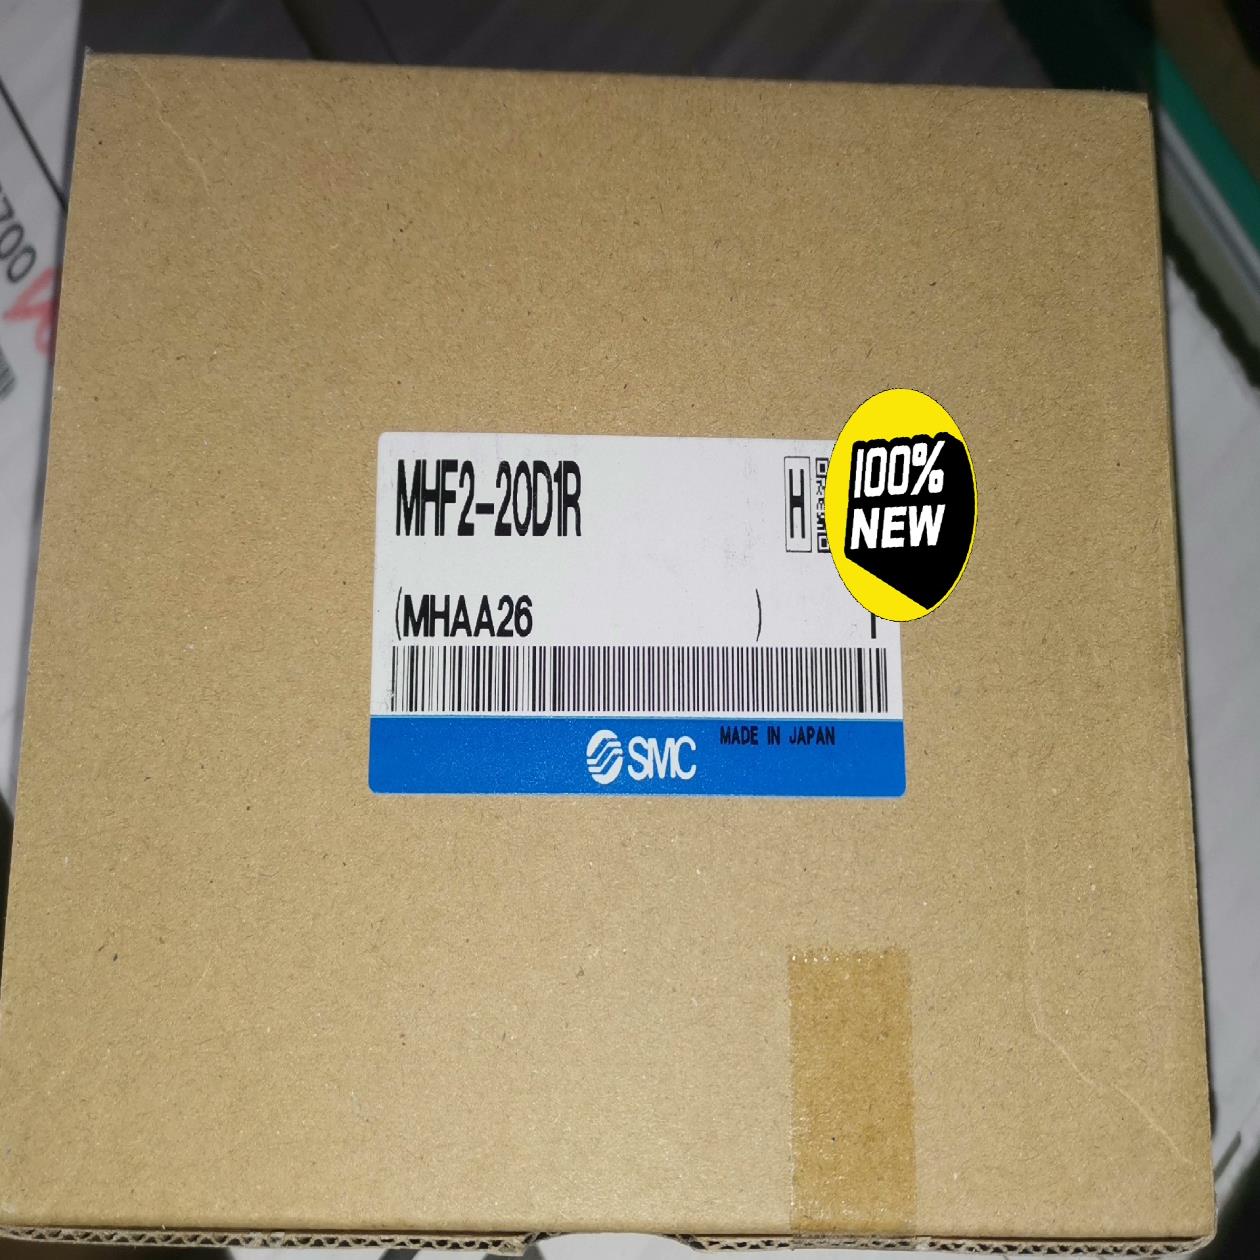 MHF2-20D1R
H
100%
NEW
(MHAA26 )
SMC
MADE IN JAPAN